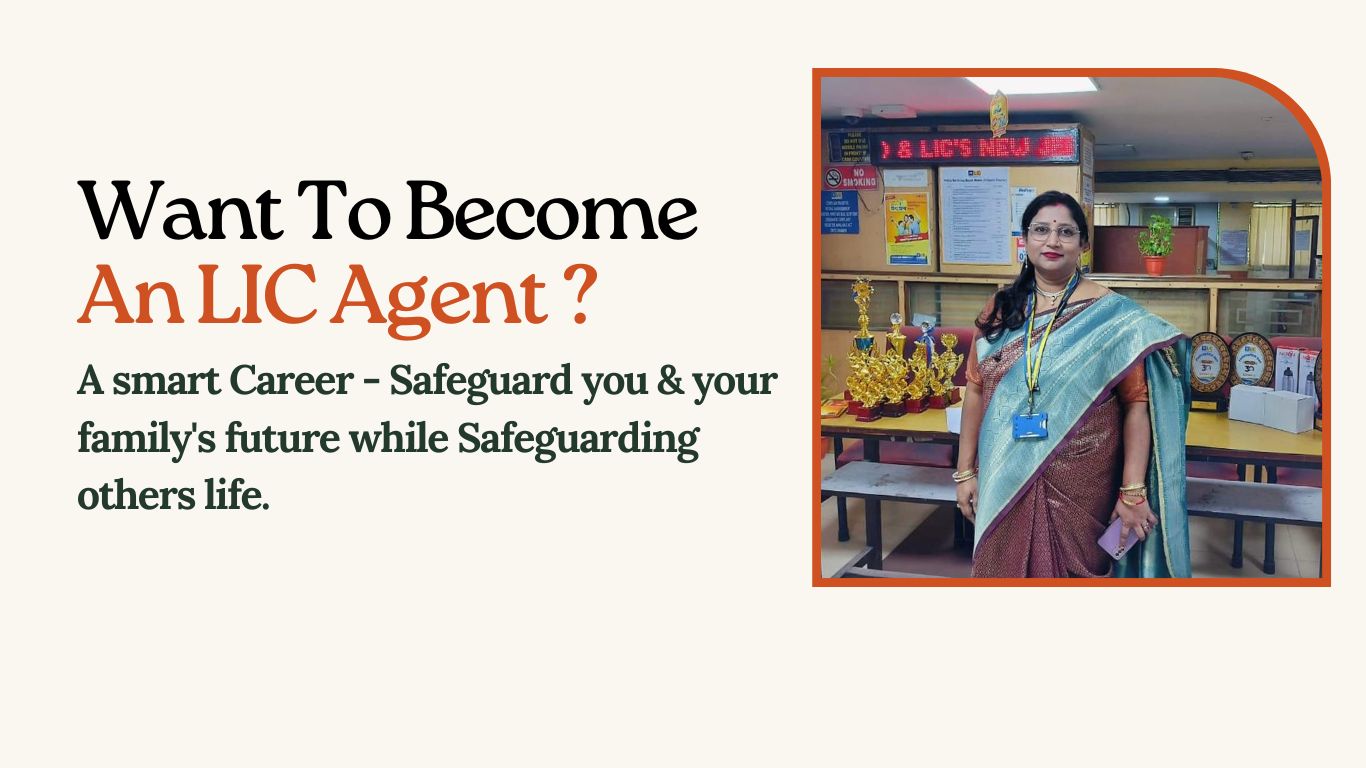 Want To Become
An LIC Agent ?
A smart Career - Safeguard you & your
family's future while Safeguarding
others life.
) & LIC'S NEW
NO
SMOKING
LIC